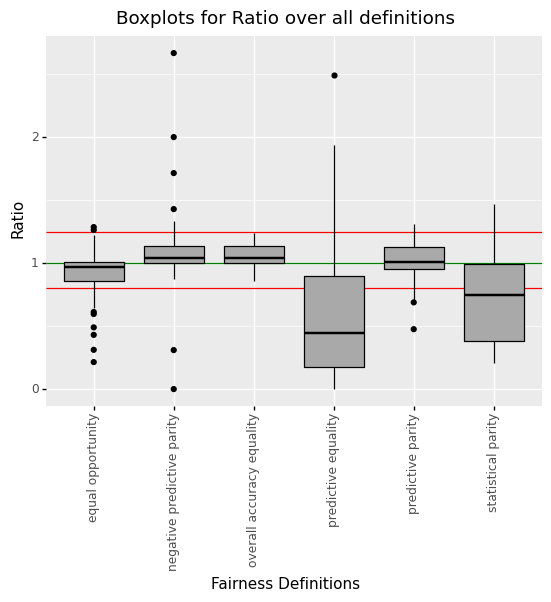 Boxplots for Ratio over all definitions
Ratio
2
1
0
equal opportunity
negative predictive parity
overall accuracy equality
predictive equality
predictive parity
statistical parity
Fairness Definitions